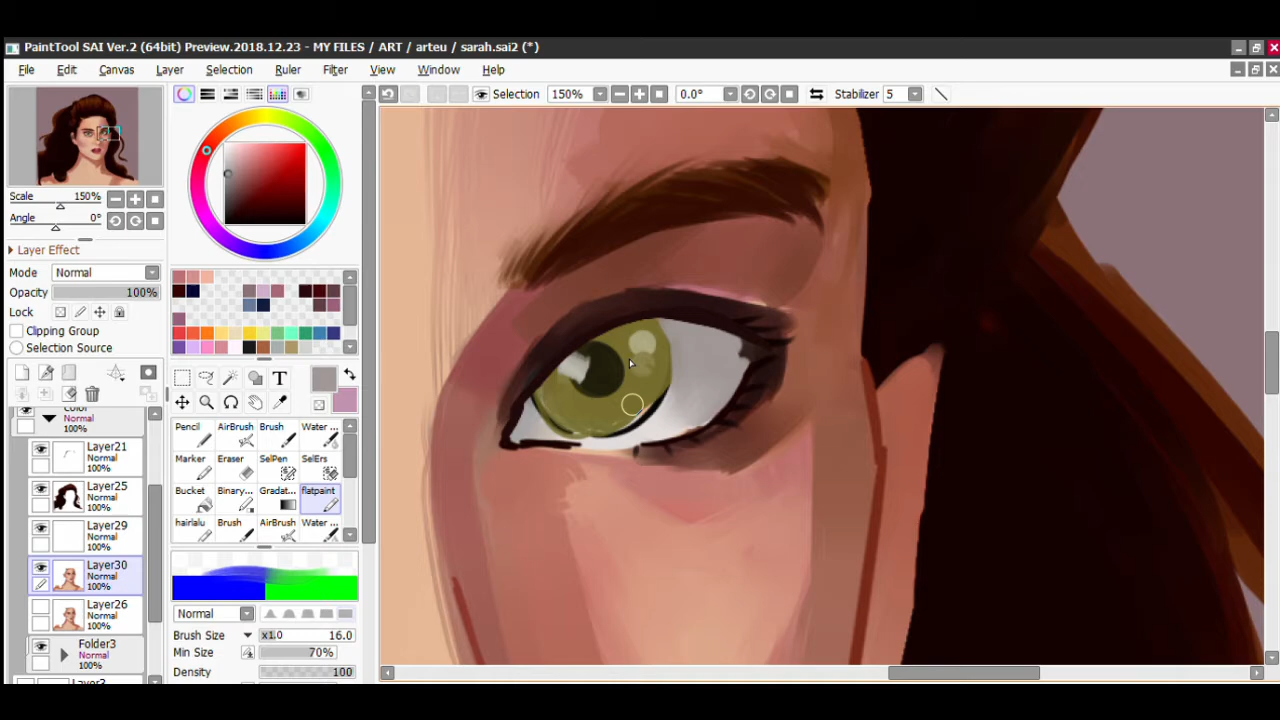 PaintTool SAI Ver.2 (64bit) Preview.2018.12.23 - MY FILES / ART / arteu / sarah.sai2 (*)
File Edit Canvas Layer Selection Ruler Filter View Window Help
Selection 150% 0.0° Stabilizer 5
Scale 150%
Angle 0°
Layer Effect
Mode Normal
Opacity 100%
Lock
Clipping Group
Selection Source
Color
Normal
100%
Layer21
Normal
100%
Layer25
Normal
100%
Layer29
Normal
100%
Layer30
Normal
100%
Layer26
Normal
100%
Folder3
Normal
100%
T
Pencil AirBrush Brush Water ...
Marker Eraser SelPen SelErs
Bucket Binary... Gradat... flatpaint
hairlalu Brush AirBrush Water ...
Normal
Brush Size x1.0 16.0
Min Size 70%
Density 100